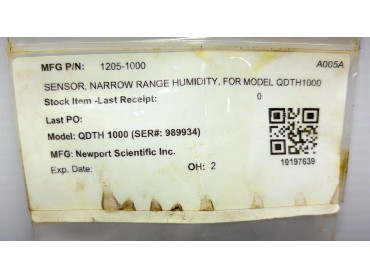 MFG P/N: 1205-1000 A005A
SENSOR, NARROW RANGE HUMIDITY, FOR MODEL QDTH1000
Stock Item -Last Receipt: 0
Last PO:
Model: QDTH 1000 (SER#: 989934)
MFG: Newport Scientific Inc.
Exp. Date: OH: 2
10197639